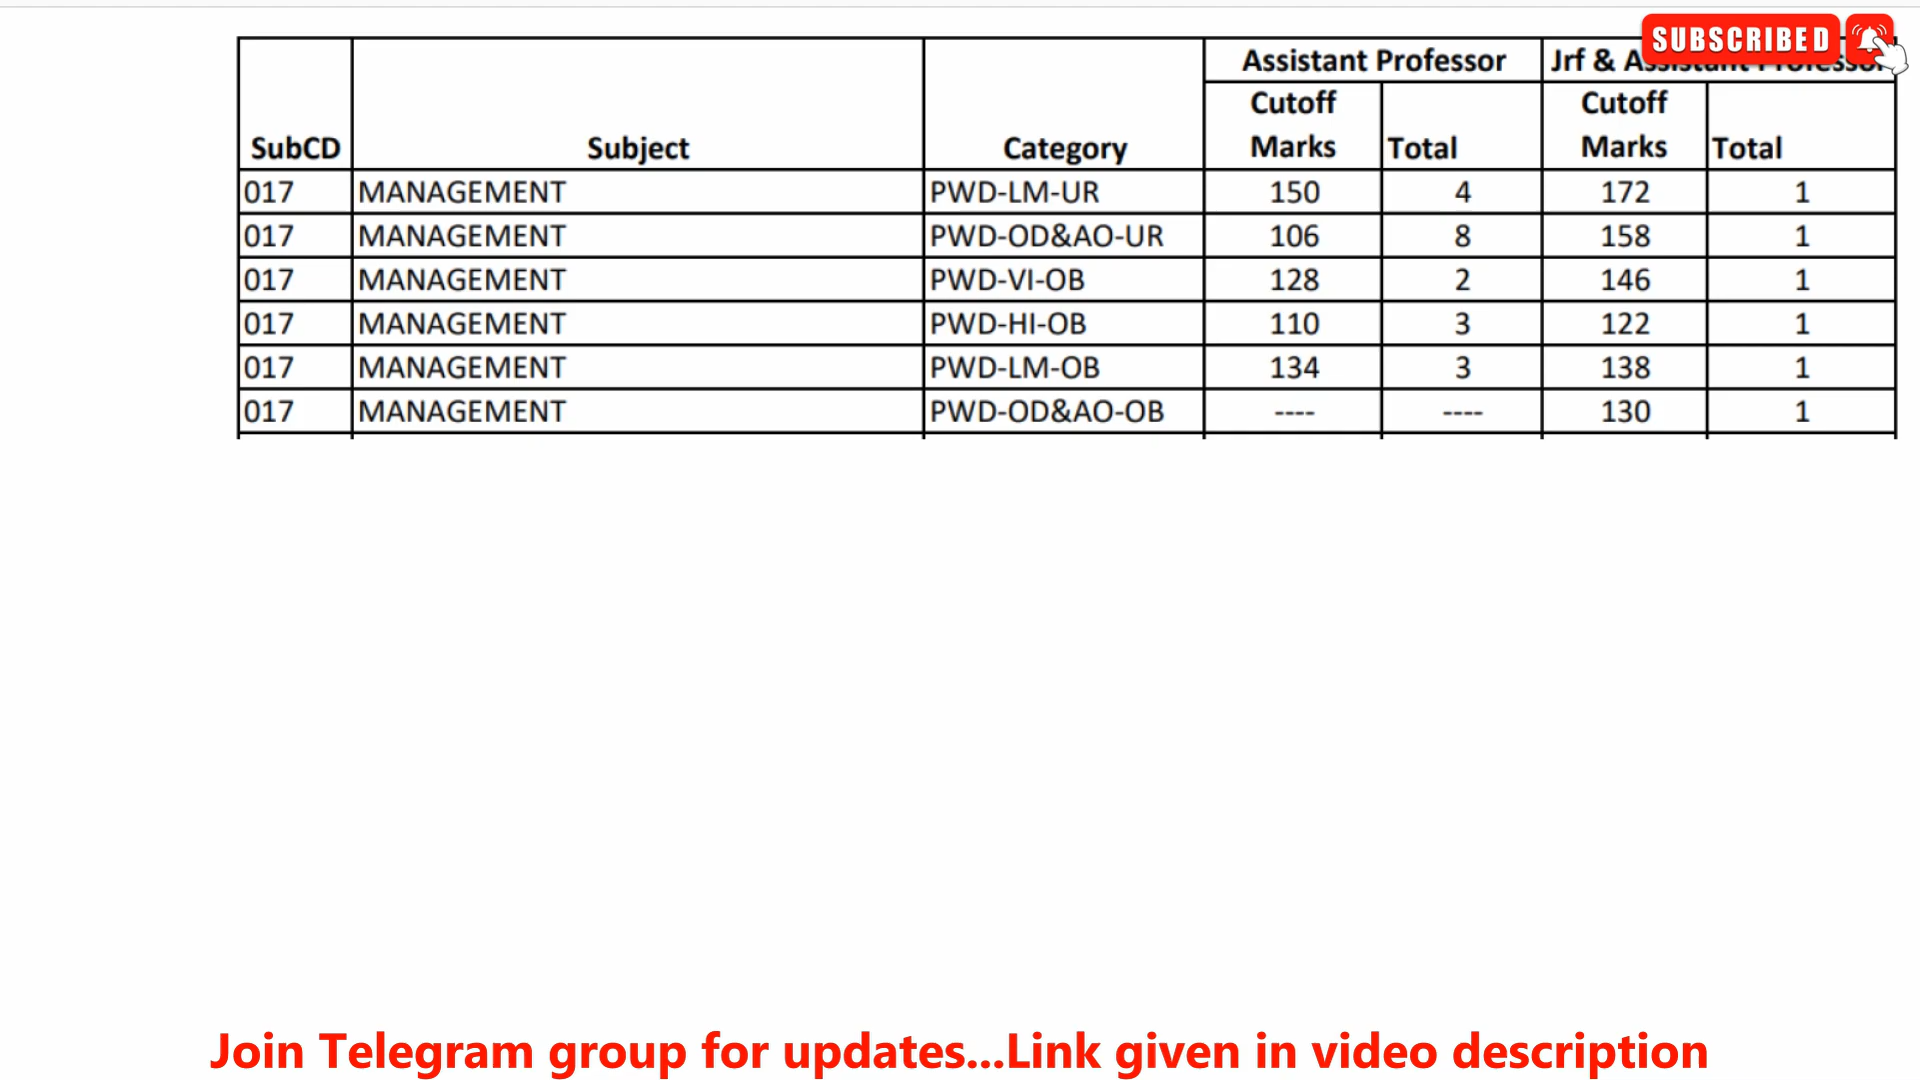 SUBSCRIBED
Assistant Professor Jrf & Assistant Professor
SubCD Subject Category Cutoff Marks Total Cutoff Marks Total
017 MANAGEMENT PWD-LM-UR 150 4 172 1
017 MANAGEMENT PWD-OD&AO-UR 106 8 158 1
017 MANAGEMENT PWD-VI-OB 128 2 146 1
017 MANAGEMENT PWD-HI-OB 110 3 122 1
017 MANAGEMENT PWD-LM-OB 134 3 138 1
017 MANAGEMENT PWD-OD&AO-OB ---- ---- 130 1
Join Telegram group for updates...Link given in video description